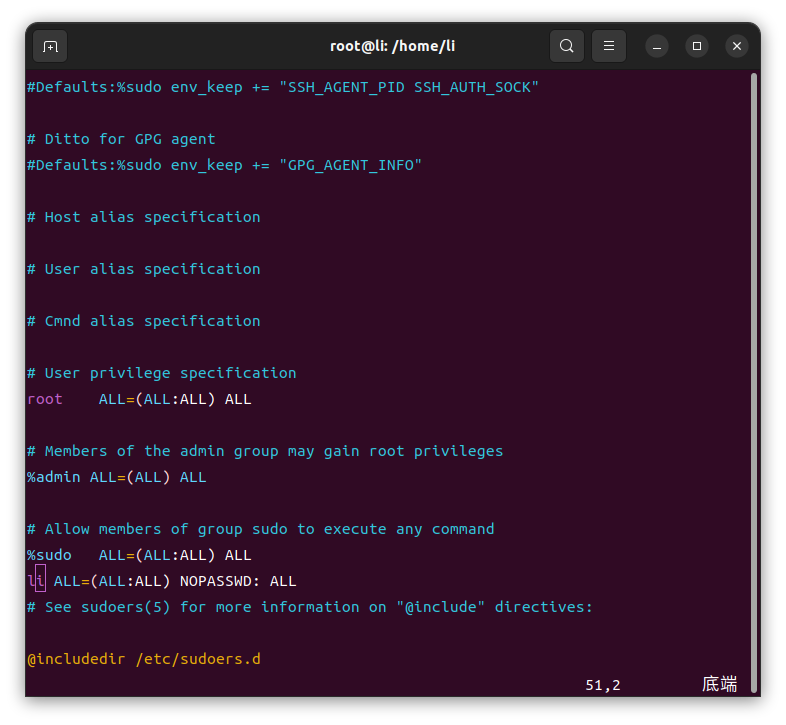 root@li: /home/li
#Defaults:%sudo env_keep += "SSH_AGENT_PID SSH_AUTH_SOCK"
# Ditto for GPG agent
#Defaults:%sudo env_keep += "GPG_AGENT_INFO"
# Host alias specification
# User alias specification
# Cmnd alias specification
# User privilege specification
root    ALL=(ALL:ALL) ALL
# Members of the admin group may gain root privileges
%admin ALL=(ALL) ALL
# Allow members of group sudo to execute any command
%sudo   ALL=(ALL:ALL) ALL
li ALL=(ALL:ALL) NOPASSWD: ALL
# See sudoers(5) for more information on "@include" directives:
@includedir /etc/sudoers.d
51,2 底端